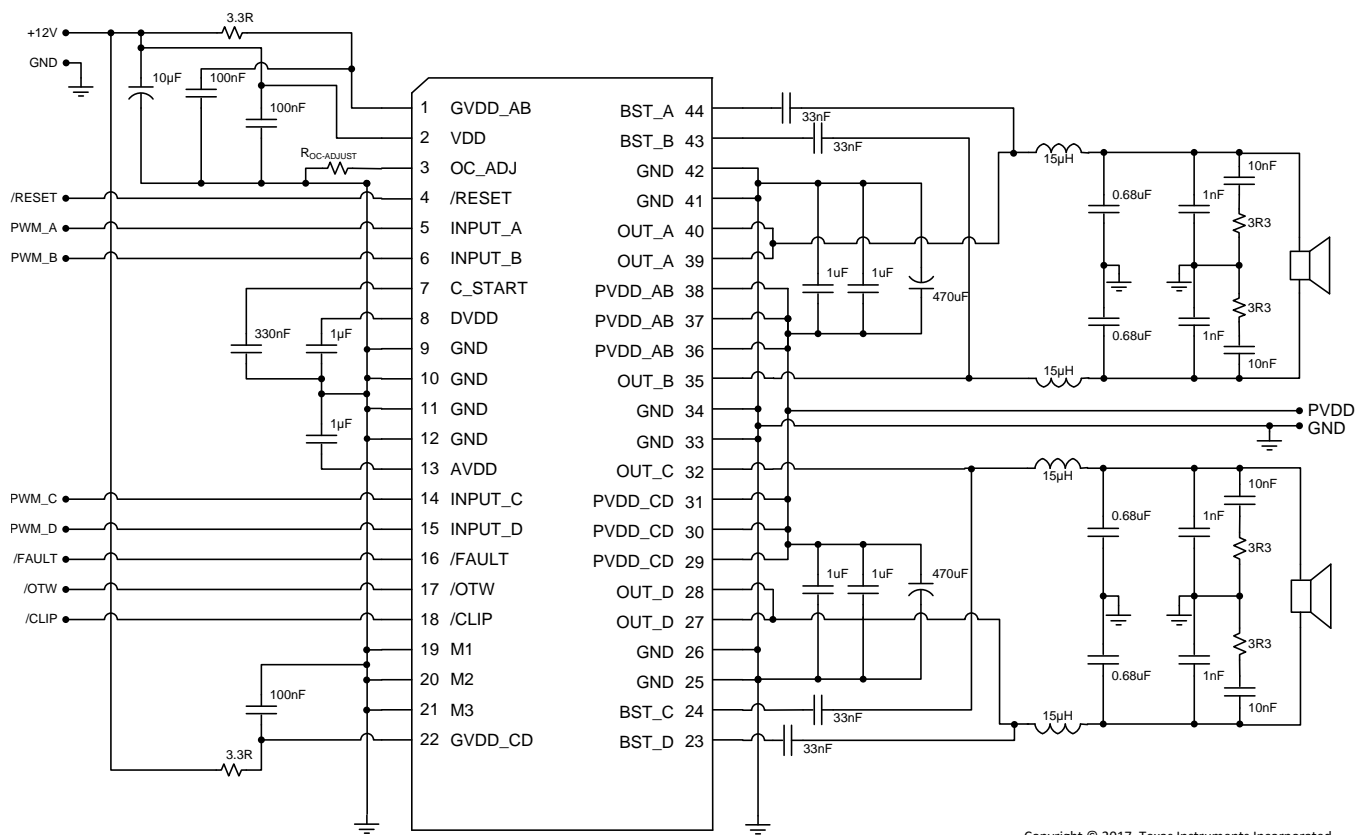 3.3R
+12V
GND
10µF
100nF
100nF
R_OC-ADJUST
/RESET
PWM_A
PWM_B
330nF
1µF
1µF
PWM_C
PWM_D
/FAULT
/OTW
/CLIP
100nF
3.3R
1 GVDD_AB
2 VDD
3 OC_ADJ
4 /RESET
5 INPUT_A
6 INPUT_B
7 C_START
8 DVDD
9 GND
10 GND
11 GND
12 GND
13 AVDD
14 INPUT_C
15 INPUT_D
16 /FAULT
17 /OTW
18 /CLIP
19 M1
20 M2
21 M3
22 GVDD_CD
BST_A 44
BST_B 43
GND 42
GND 41
OUT_A 40
OUT_A 39
PVDD_AB 38
PVDD_AB 37
PVDD_AB 36
OUT_B 35
GND 34
GND 33
OUT_C 32
PVDD_CD 31
PVDD_CD 30
PVDD_CD 29
OUT_D 28
OUT_D 27
GND 26
GND 25
BST_C 24
BST_D 23
33nF
33nF
15µH
10nF
0.68uF
1nF
3R3
1uF
1uF
470uF
3R3
0.68uF
1nF
10nF
15µH
PVDD
GND
15µH
10nF
0.68uF
1nF
3R3
1uF
1uF
470uF
3R3
0.68uF
1nF
10nF
15µH
33nF
33nF
Copyright © 2017, Texas Instruments Incorporated